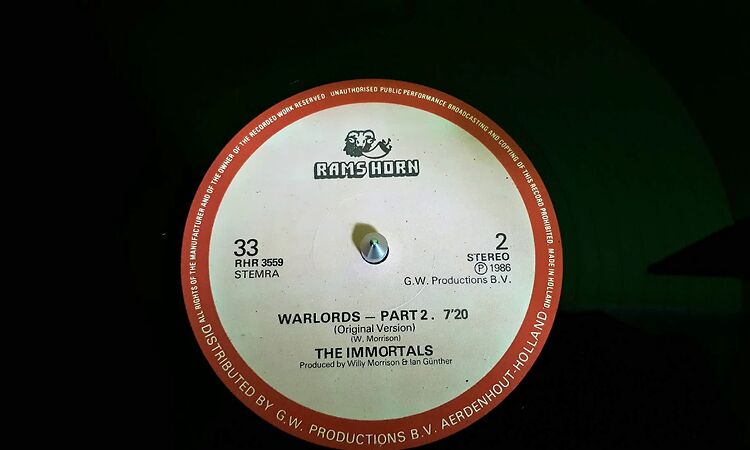 ALL RIGHTS OF THE MANUFACTURER AND OF THE OWNER OF THE RECORDED WORK RESERVED UNAUTHORISED PUBLIC PERFORMANCE BROADCASTING AND COPYING OF THIS RECORD PROHIBITED. MADE IN HOLLAND
RAMS HORN
33
RHR 3559
STEMRA
2
STEREO
Ⓟ 1986
G.W. Productions B.V.
WARLORDS — PART 2. 7'20
(Original Version)
(W. Morrison)
THE IMMORTALS
Produced by Willy Morrison & Ian Günther
DISTRIBUTED BY G.W. PRODUCTIONS B.V. AERDENHOUT-HOLLAND